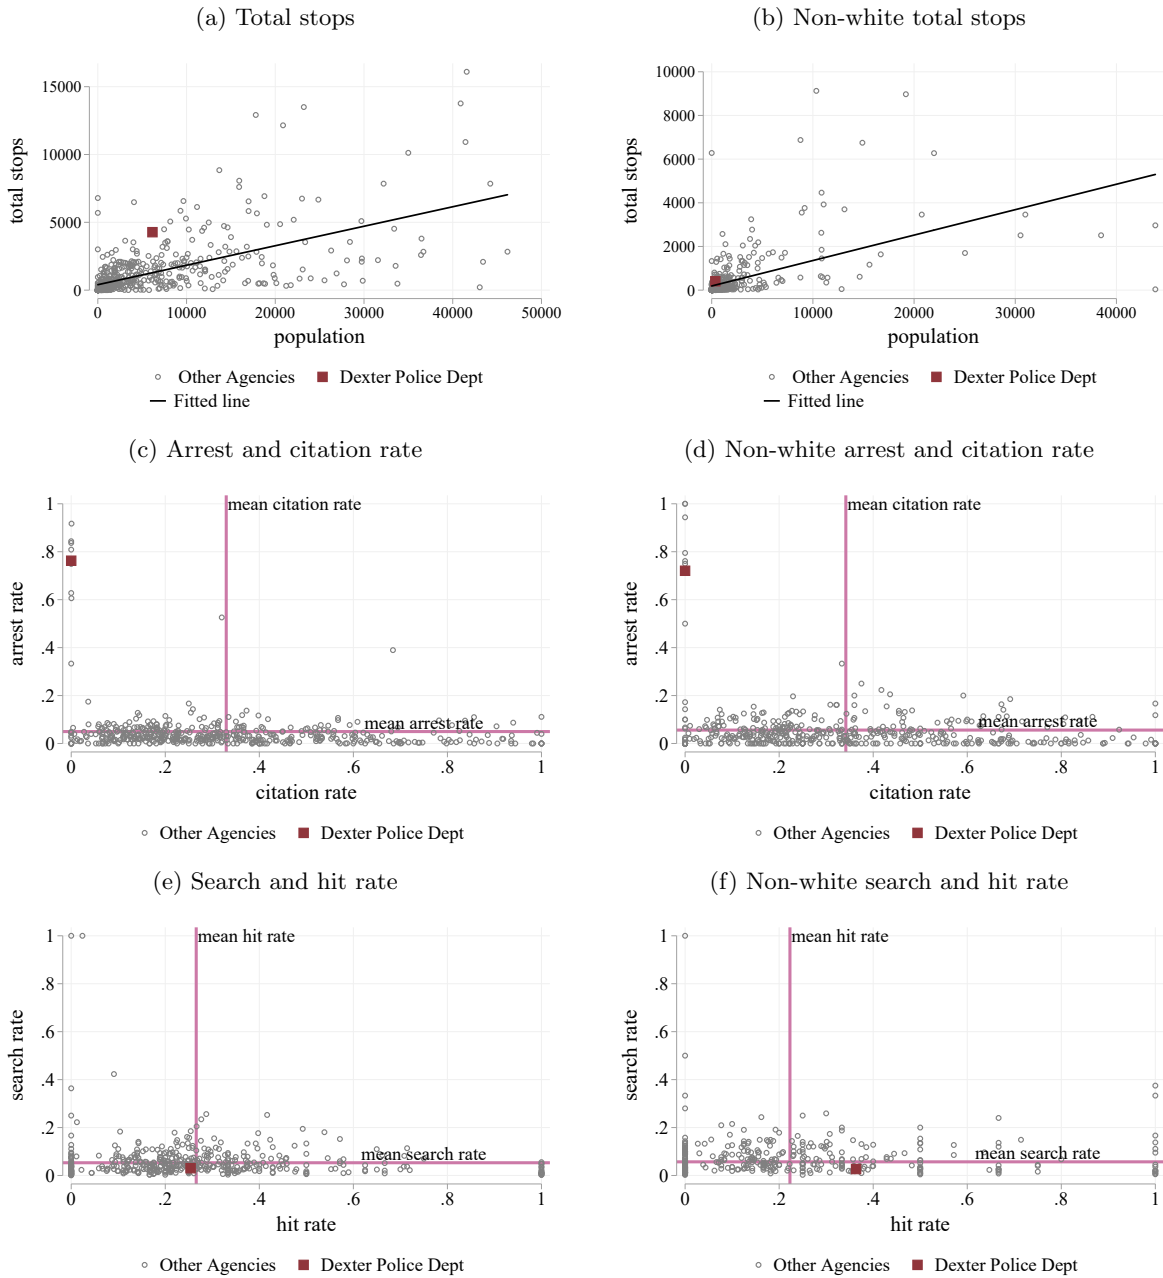 (a) Total stops
(b) Non-white total stops
total stops
15000
10000
5000
0
0 10000 20000 30000 40000 50000
population
Other Agencies Dexter Police Dept
Fitted line
total stops
10000
8000
6000
4000
2000
0
0 10000 20000 30000 40000
population
Other Agencies Dexter Police Dept
Fitted line
(c) Arrest and citation rate
(d) Non-white arrest and citation rate
arrest rate
1
.8
.6
.4
.2
0
mean citation rate
mean arrest rate
0 .2 .4 .6 .8 1
citation rate
Other Agencies Dexter Police Dept
arrest rate
1
.8
.6
.4
.2
0
mean citation rate
mean arrest rate
0 .2 .4 .6 .8 1
citation rate
Other Agencies Dexter Police Dept
(e) Search and hit rate
(f) Non-white search and hit rate
search rate
1
.8
.6
.4
.2
0
mean hit rate
mean search rate
0 .2 .4 .6 .8 1
hit rate
Other Agencies Dexter Police Dept
search rate
1
.8
.6
.4
.2
0
mean hit rate
mean search rate
0 .2 .4 .6 .8 1
hit rate
Other Agencies Dexter Police Dept